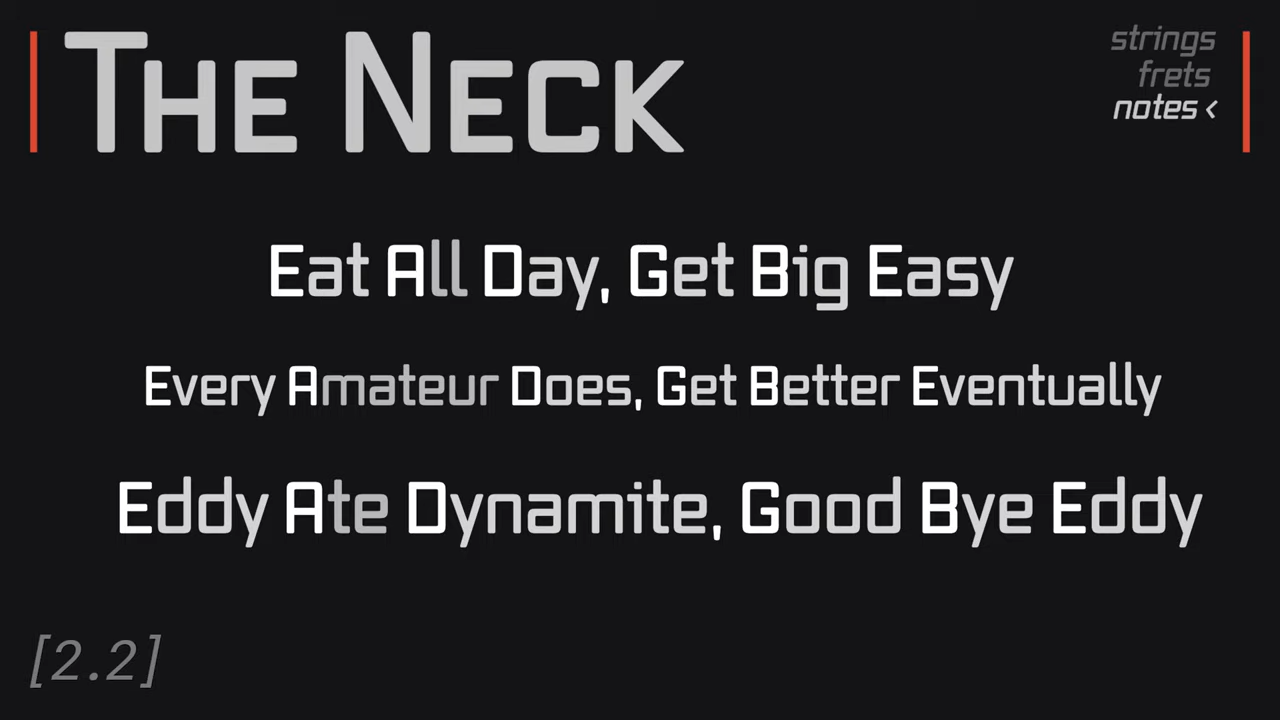 The Neck
strings
frets
notes <
Eat All Day, Get Big Easy
Every Amateur Does, Get Better Eventually
Eddy Ate Dynamite, Good Bye Eddy
[2.2]